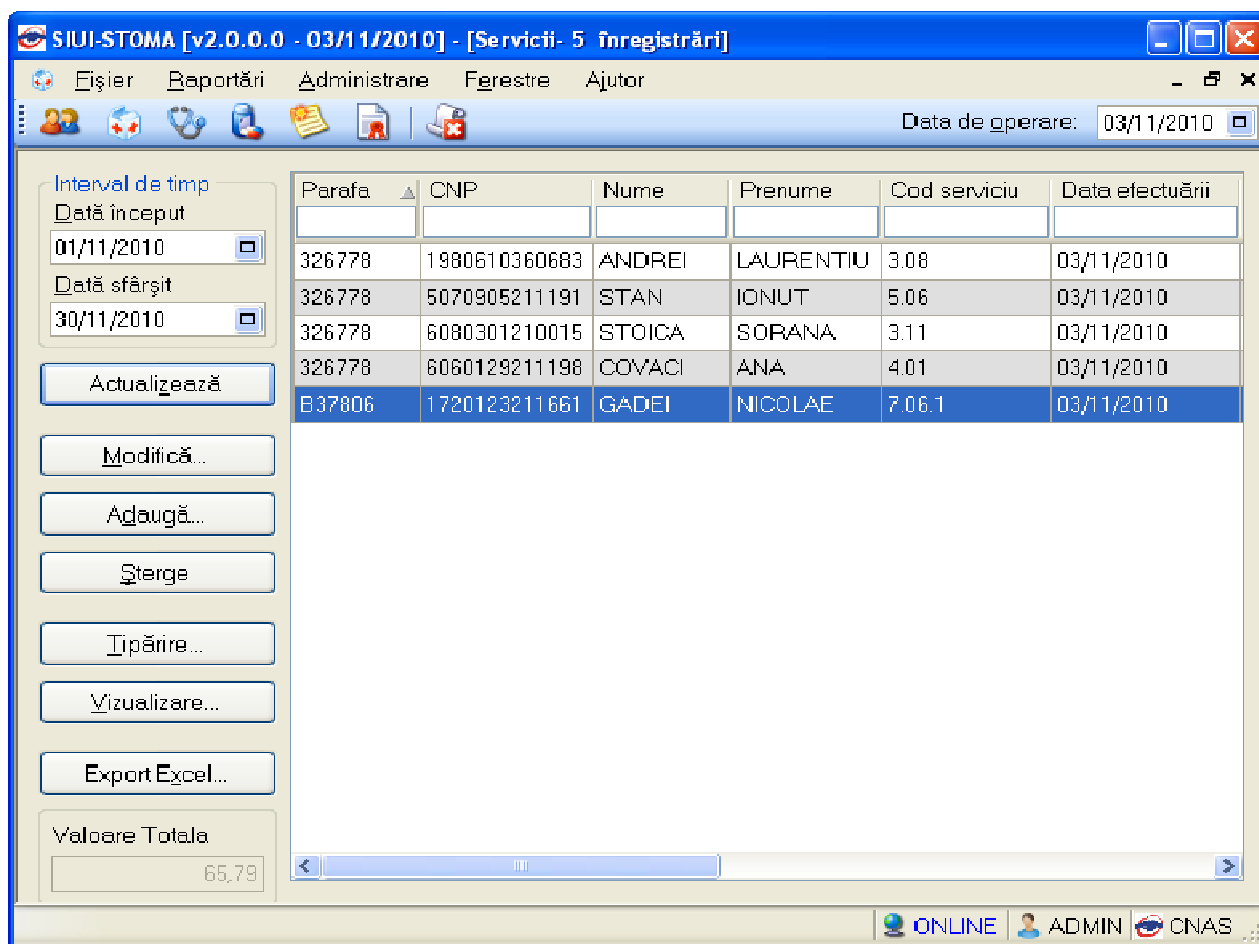 SIUI-STOMA [v2.0.0.0 - 03/11/2010] - [Servicii- 5 înregistrări]
Fişier Raportări Administrare Ferestre Ajutor
Data de operare: 03/11/2010
Interval de timp
Dată început
01/11/2010
Dată sfârşit
30/11/2010
Actualizează
Modifică...
Adaugă...
Şterge
Tipărire...
Vizualizare...
Export Excel...
Valoare Totala
65,79
Parafa CNP Nume Prenume Cod serviciu Data efectuării
326778 1980610360683 ANDREI LAURENTIU 3.08 03/11/2010
326778 5070905211191 STAN IONUT 5.06 03/11/2010
326778 6080301210015 STOICA SORANA 3.11 03/11/2010
326778 6060129211198 COVACI ANA 4.01 03/11/2010
B37806 1720123211661 GADEI NICOLAE 7.06.1 03/11/2010
ONLINE ADMIN CNAS